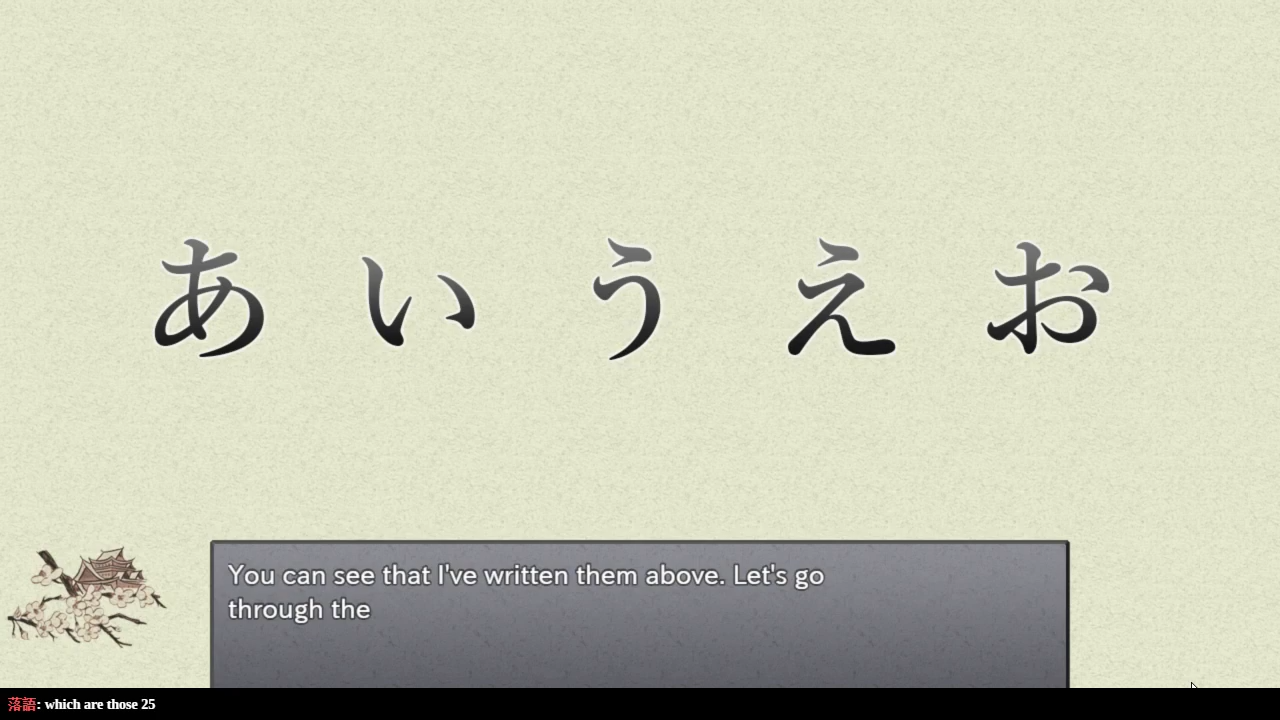 あ い う え お
You can see that I've written them above. Let's go
through the
落語: which are those 25